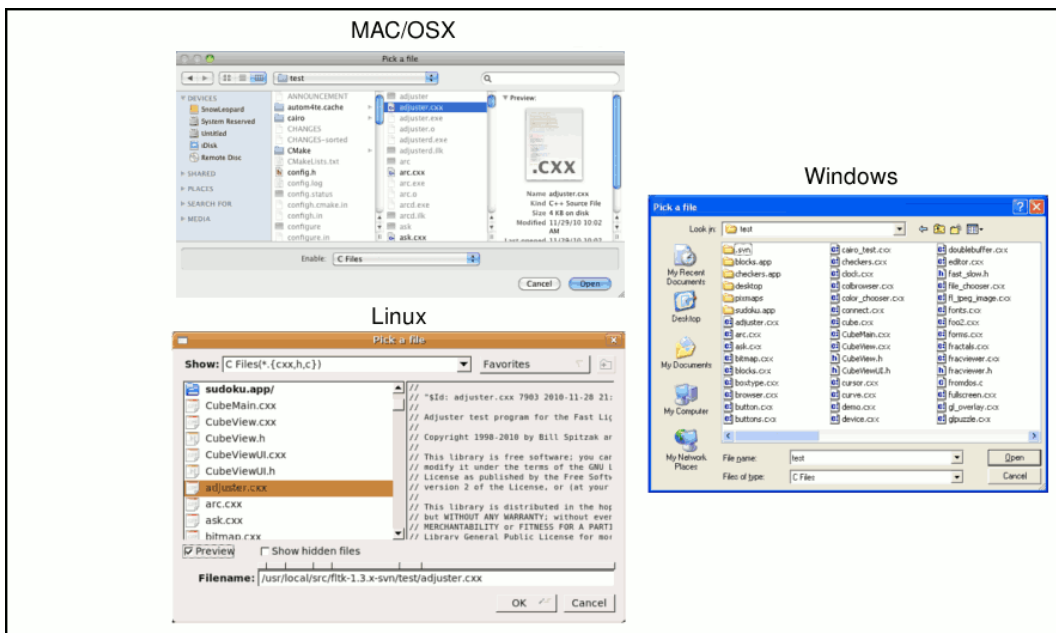 MAC/OSX
Pick a file
test
DEVICES
SnowLeopard
System Reserved
Untitled
iDisk
Remote Disc
SHARED
PLACES
SEARCH FOR
MEDIA
ANNOUNCEMENT
autom4te.cache
cairo
CHANGES
CHANGES-sorted
CMake
CMakeLists.txt
config.h
config.log
config.status
configh.cmake.in
configh.in
configure
configure.in
adjuster
adjuster.cxx
adjuster.exe
adjuster.o
adjusterd.exe
adjusterd.ilk
arc
arc.cxx
arc.exe
arc.o
arcd.exe
arcd.ilk
ask
ask.cxx
Preview:
.CXX
Name adjuster.cxx
Kind C++ Source File
Size 4 KB on disk
Modified 11/29/10 10:02
AM
Last opened 11/29/10 10:02
Enable: C Files
Cancel Open
Linux
Pick a file
Show: C Files(*.{cxx,h,c}) Favorites
sudoku.app/
CubeMain.cxx
CubeView.cxx
CubeView.h
CubeViewUI.cxx
CubeViewUI.h
adjuster.cxx
arc.cxx
ask.cxx
bitmap.cxx
//
// "$Id: adjuster.cxx 7903 2010-11-28 21:
//
// Adjuster test program for the Fast Lig
//
// Copyright 1998-2010 by Bill Spitzak an
//
// This library is free software; you can
// modify it under the terms of the GNU L
// License as published by the Free Softw
// version 2 of the License, or (at your
//
// This library is distributed in the hop
// but WITHOUT ANY WARRANTY; without even
// MERCHANTABILITY or FITNESS FOR A PARTI
// Library General Public License for mor
Preview Show hidden files
Filename: /usr/local/src/fltk-1.3.x-svn/test/adjuster.cxx
OK Cancel
Windows
Pick a file
Look in: test
My Recent
Documents
Desktop
My Documents
My Computer
My Network
Places
.svn
blocks.app
checkers.app
desktop
pixmaps
sudoku.app
adjuster.cxx
arc.cxx
ask.cxx
bitmap.cxx
blocks.cxx
boxtype.cxx
browser.cxx
button.cxx
buttons.cxx
cairo_test.cxx
checkers.cxx
clock.cxx
colbrowser.cxx
color_chooser.cxx
connect.cxx
cube.cxx
CubeMain.cxx
CubeView.cxx
CubeView.h
CubeViewUI.h
cursor.cxx
curve.cxx
demo.cxx
device.cxx
doublebuffer.cxx
editor.cxx
fast_slow.h
file_chooser.cxx
fl_jpeg_image.cxx
fonts.cxx
foo2.cxx
forms.cxx
fractals.cxx
fracviewer.cxx
fracviewer.h
fromdos.c
fullscreen.cxx
gl_overlay.cxx
glpuzzle.cxx
File name: test Open
Files of type: C Files Cancel